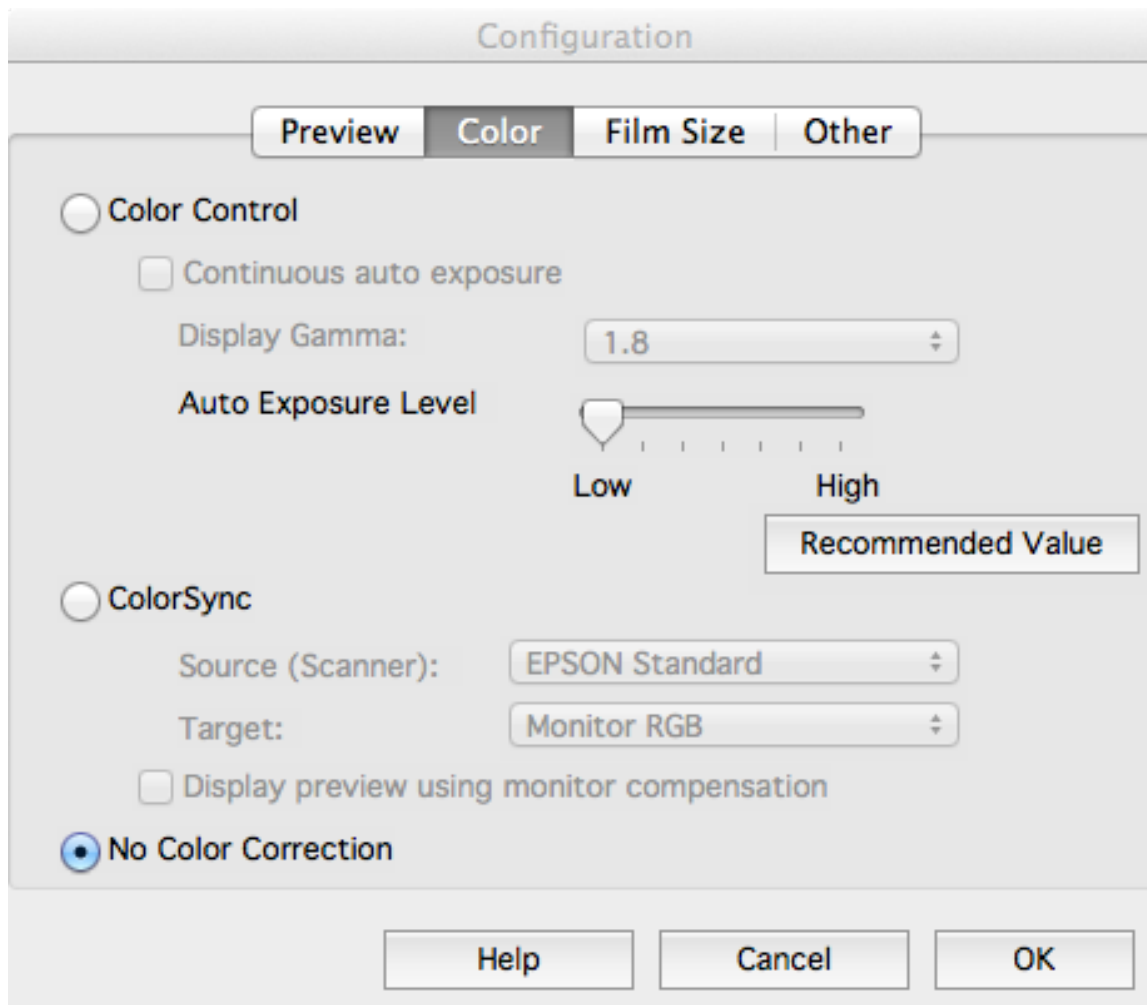 Configuration
Preview Color Film Size Other
Color Control
Continuous auto exposure
Display Gamma: 1.8
Auto Exposure Level
Low High
Recommended Value
ColorSync
Source (Scanner): EPSON Standard
Target: Monitor RGB
Display preview using monitor compensation
No Color Correction
Help Cancel OK